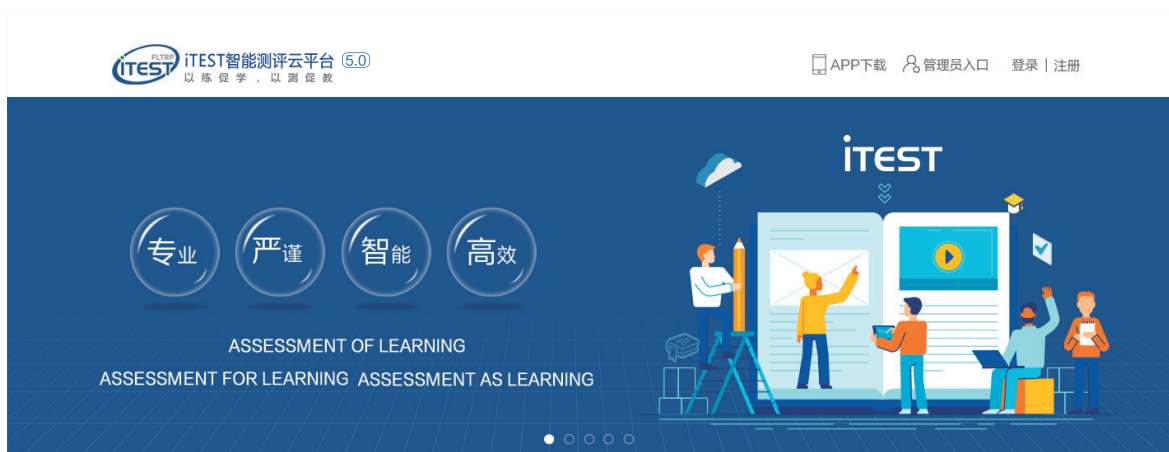 FLTRP
iTEST
iTEST智能测评云平台 5.0
以练促学,以测促教
APP下载 管理员入口 登录 | 注册
iTEST
专业 严谨 智能 高效
ASSESSMENT OF LEARNING
ASSESSMENT FOR LEARNING ASSESSMENT AS LEARNING